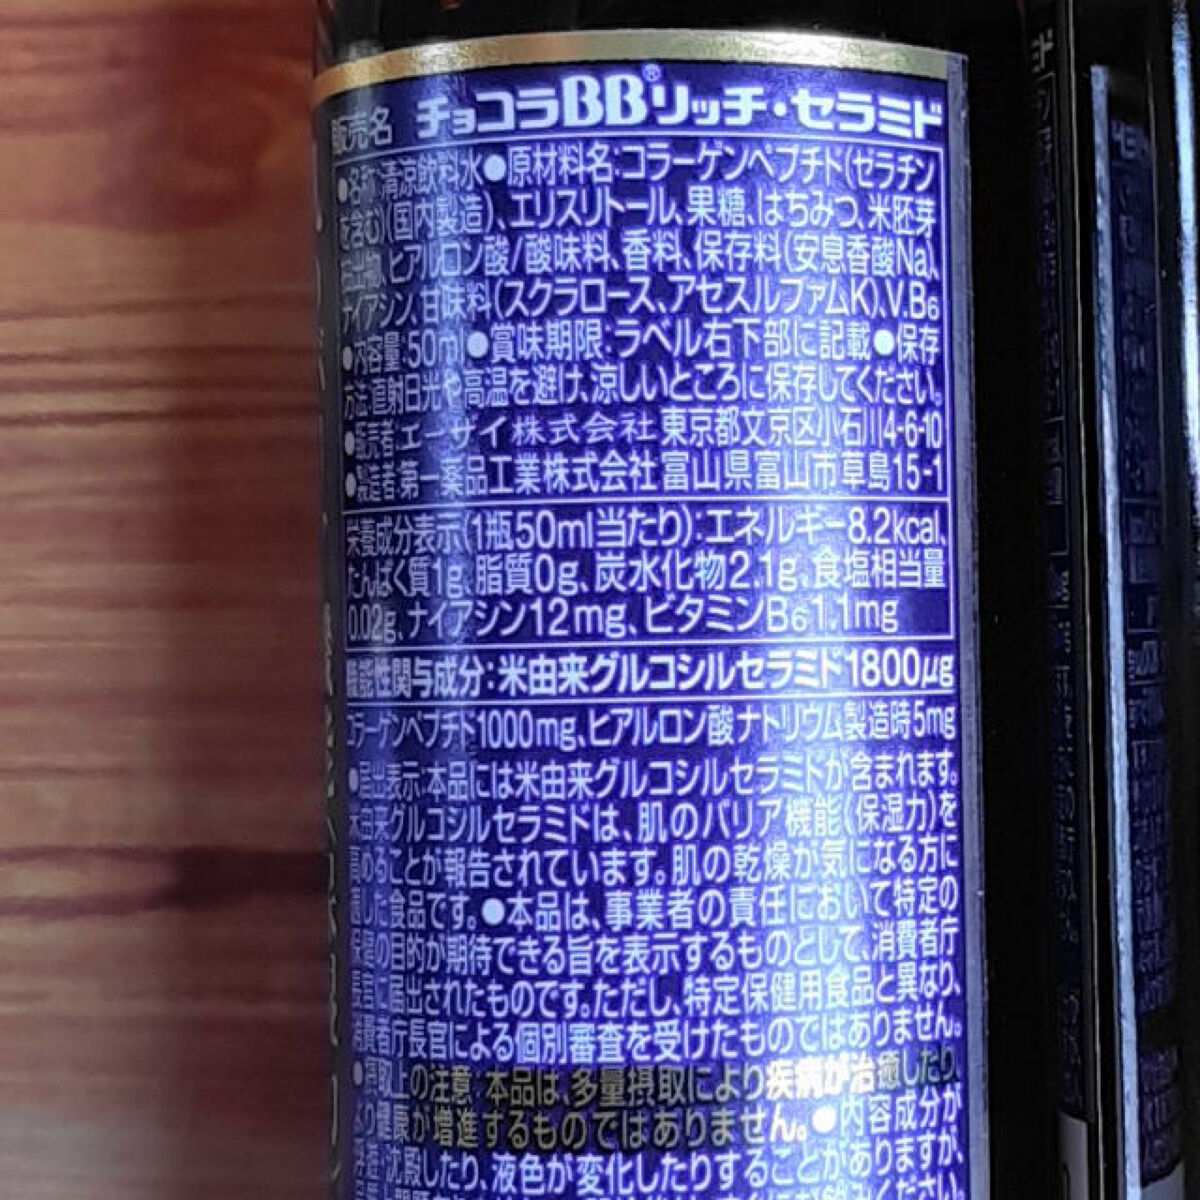 販売名 チョコラBB®リッチ・セラミド
●名称:清涼飲料水●原材料名:コラーゲンペプチド(ゼラチン
を含む)(国内製造)、エリスリトール、果糖、はちみつ、米胚芽
抽出物、ヒアルロン酸/酸味料、香料、保存料(安息香酸Na)、
ナイアシン、甘味料(スクラロース、アセスルファムK)、V.B₆
●内容量:50ml●賞味期限:ラベル右下部に記載●保存
方法:直射日光や高温を避け、涼しいところに保存してください。
●販売者:エーザイ株式会社 東京都文京区小石川4-6-10
●製造者:第一薬品工業株式会社 富山県富山市草島15-1
栄養成分表示(1瓶50ml当たり):エネルギー8.2kcal、
たんぱく質1g、脂質0g、炭水化物2.1g、食塩相当量
0.02g、ナイアシン12mg、ビタミンB₆1.1mg
機能性関与成分:米由来グルコシルセラミド1800μg
コラーゲンペプチド1000mg、ヒアルロン酸ナトリウム製造時5mg
●届出表示:本品には米由来グルコシルセラミドが含まれます。
米由来グルコシルセラミドは、肌のバリア機能(保湿力)を
高めることが報告されています。肌の乾燥が気になる方に
適した食品です。●本品は、事業者の責任において特定の
保健の目的が期待できる旨を表示するものとして、消費者庁
長官に届出されたものです。ただし、特定保健用食品と異なり、
消費者庁長官による個別審査を受けたものではありません。
●摂取上の注意:本品は、多量摂取により疾病が治癒したり、
より健康が増進するものではありません。●内容成分が
浮遊、沈殿したり、液色が変化したりすることがありますが、